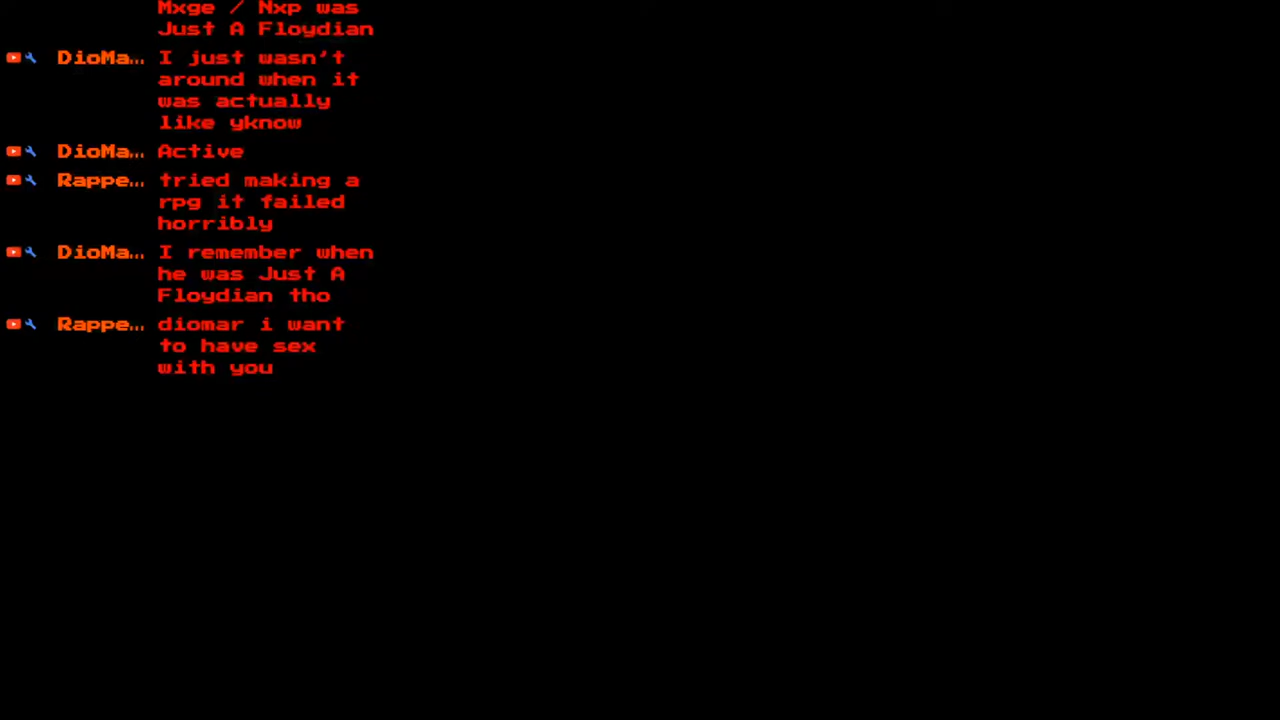 Mxge / Nxp was
Just A Floydian
DioMa... I just wasn't
around when it
was actually
like yknow
DioMa... Active
Rappe... tried making a
rpg it failed
horribly
DioMa... I remember when
he was Just A
Floydian tho
Rappe... diomar i want
to have sex
with you